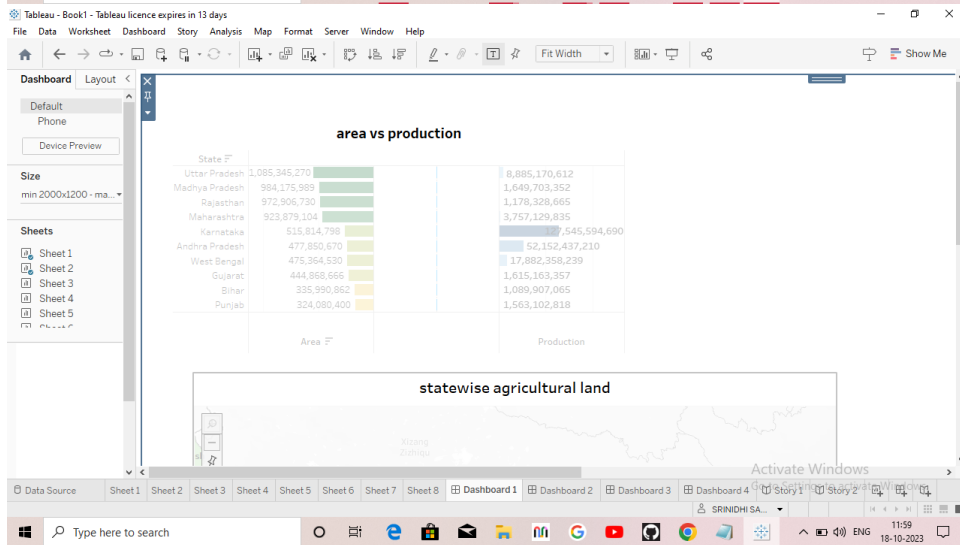 Tableau - Book1 - Tableau licence expires in 13 days
File Data Worksheet Dashboard Story Analysis Map Format Server Window Help
Fit Width
Show Me
Dashboard Layout
Default
Phone
Device Preview
Size
min 2000x1200 - ma...
Sheets
Sheet 1
Sheet 2
Sheet 3
Sheet 4
Sheet 5
area vs production
State
Uttar Pradesh 1,085,345,270 8,885,170,612
Madhya Pradesh 984,175,989 1,649,703,352
Rajasthan 972,906,730 1,178,328,665
Maharashtra 923,879,104 3,757,129,835
Karnataka 515,814,798 127,545,594,690
Andhra Pradesh 477,850,670 52,152,437,210
West Bengal 475,364,530 17,882,358,239
Gujarat 444,868,666 1,615,163,357
Bihar 335,990,862 1,089,907,065
Punjab 324,080,400 1,563,102,818
Area Production
statewise agricultural land
Xizang
Zizhiqu
Activate Windows
Go to Settings to activate Windows.
Data Source Sheet 1 Sheet 2 Sheet 3 Sheet 4 Sheet 5 Sheet 6 Sheet 7 Sheet 8 Dashboard 1 Dashboard 2 Dashboard 3 Dashboard 4 Story 1 Story 2
SRINIDHI SA...
Type here to search
ENG
11:59
18-10-2023